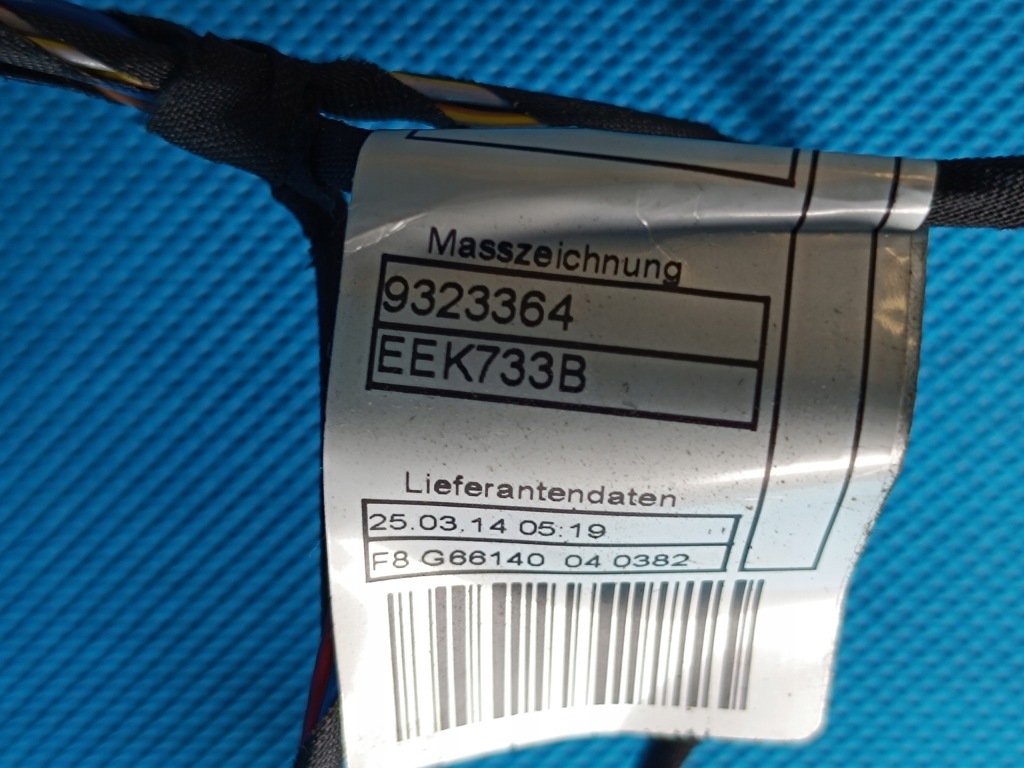 Masszeichnung
9323364
EEK733B
Lieferantendaten
25.03.14 05:19
F8 G66140 04 0382